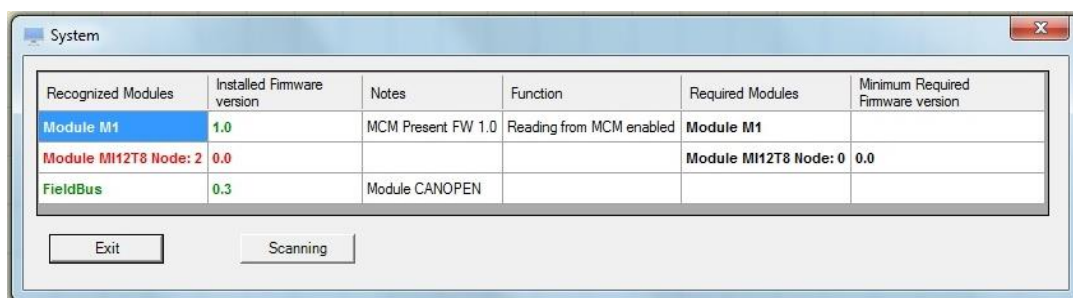 System
Recognized Modules Installed Firmware version Notes Function Required Modules Minimum Required Firmware version
Module M1 1.0 MCM Present FW 1.0 Reading from MCM enabled Module M1
Module MI12T8 Node: 2 0.0 Module MI12T8 Node: 0 0.0
FieldBus 0.3 Module CANOPEN
Exit Scanning